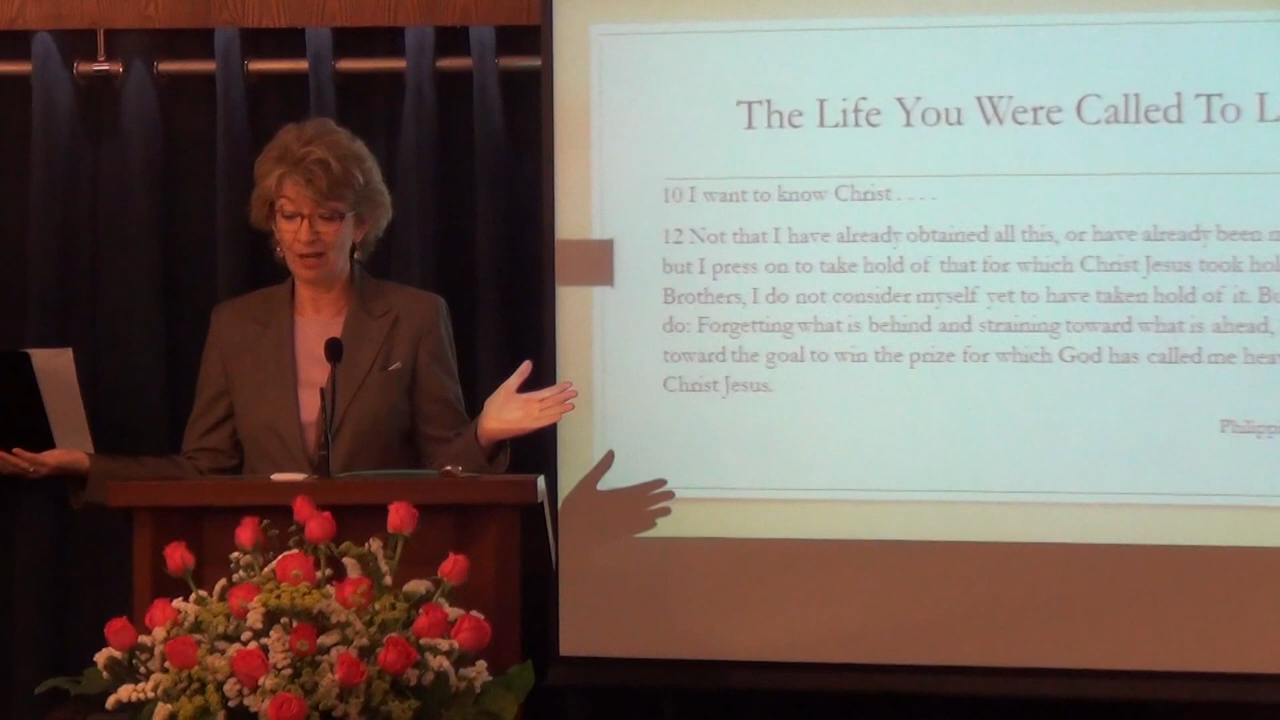 The Life You Were Called To L
10 I want to know Christ . . . .
12 Not that I have already obtained all this, or have already been m
but I press on to take hold of that for which Christ Jesus took hol
Brothers, I do not consider myself yet to have taken hold of it. B
do: Forgetting what is behind and straining toward what is ahead,
toward the goal to win the prize for which God has called me hea
Christ Jesus.
Philippi